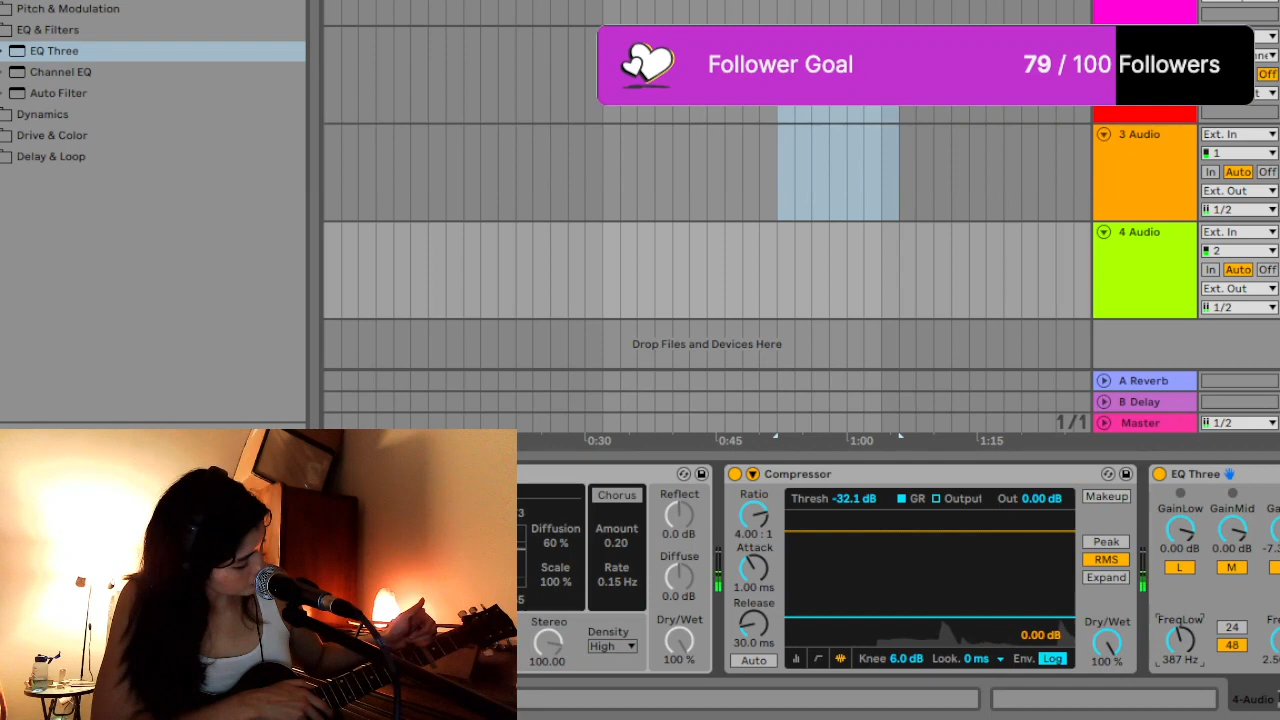 Pitch & Modulation
EQ & Filters
EQ Three
Channel EQ
Auto Filter
Dynamics
Drive & Color
Delay & Loop
Follower Goal
79 / 100 Followers
Off
3 Audio
Ext. In
1
In Auto Off
Ext. Out
1/2
4 Audio
Ext. In
2
In Auto Off
Ext. Out
1/2
Drop Files and Devices Here
A Reverb
B Delay
1/1
Master
1/2
0:30
0:45
1:00
1:15
Chorus
Diffusion
60 %
Scale
100 %
Amount
0.20
Rate
0.15 Hz
Reflect
0.0 dB
Diffuse
0.0 dB
Stereo
100.00
Density
High
Dry/Wet
100 %
Compressor
Ratio
4.00 : 1
Attack
1.00 ms
Release
30.0 ms
Auto
Thresh -32.1 dB
GR
Output
Out 0.00 dB
0.00 dB
Knee 6.0 dB
Look. 0 ms
Env. Log
Makeup
Peak
RMS
Expand
Dry/Wet
100 %
EQ Three
GainLow
0.00 dB
L
GainMid
0.00 dB
M
FreqLow
387 Hz
24
48
4-Audio